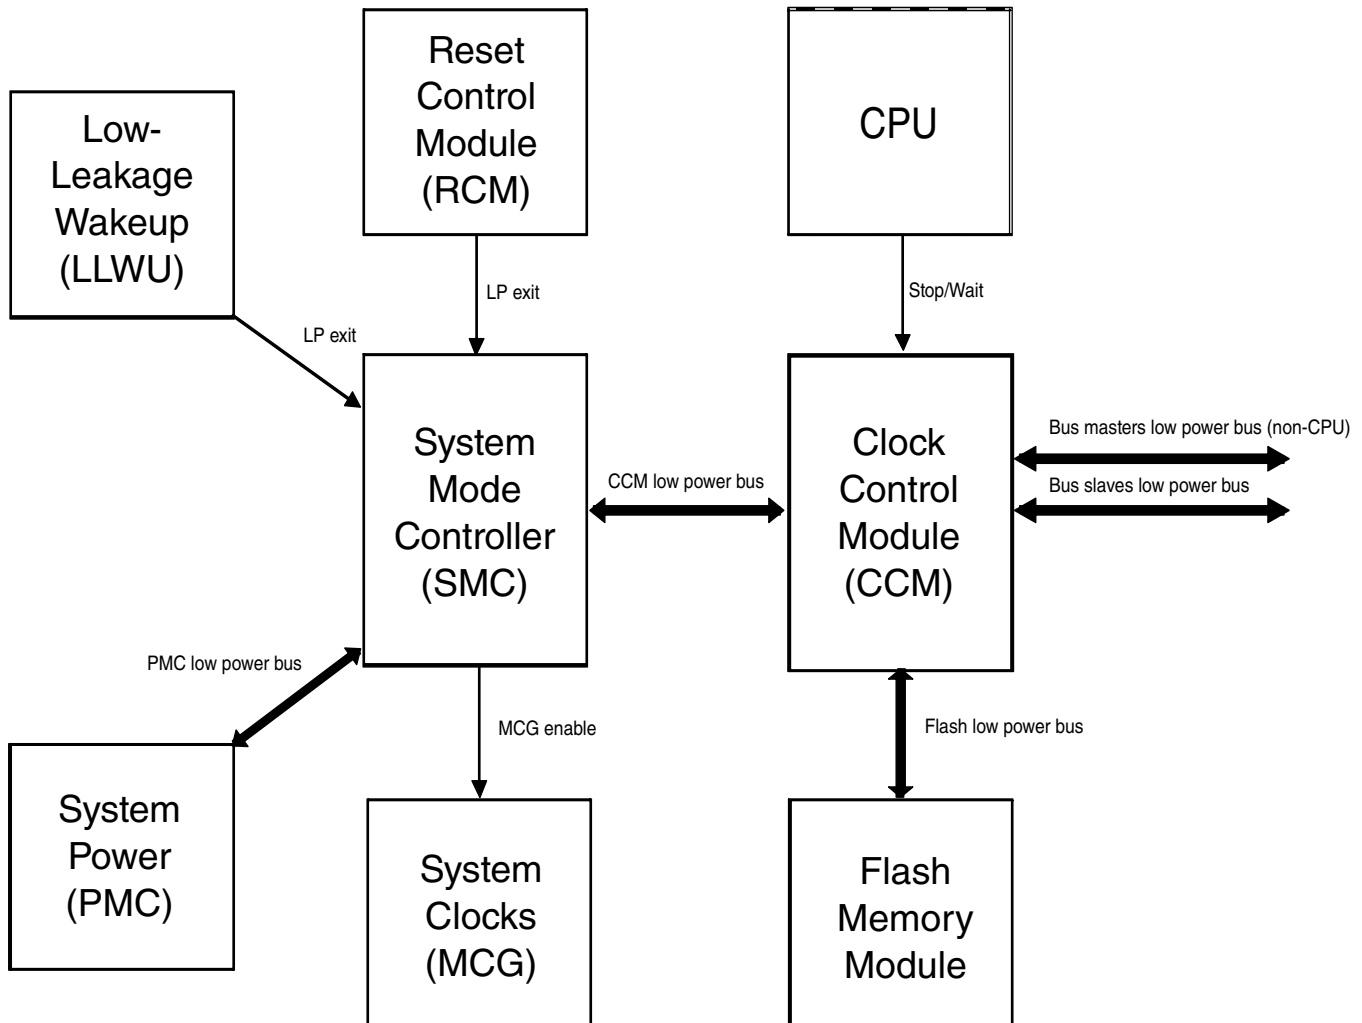 Reset
Control
Module
(RCM)
CPU
Low-
Leakage
Wakeup
(LLWU)
LP exit
Stop/Wait
LP exit
System
Mode
Controller
(SMC)
Clock
Control
Module
(CCM)
Bus masters low power bus (non-CPU)
CCM low power bus
Bus slaves low power bus
PMC low power bus
MCG enable
Flash low power bus
System
Power
(PMC)
System
Clocks
(MCG)
Flash
Memory
Module